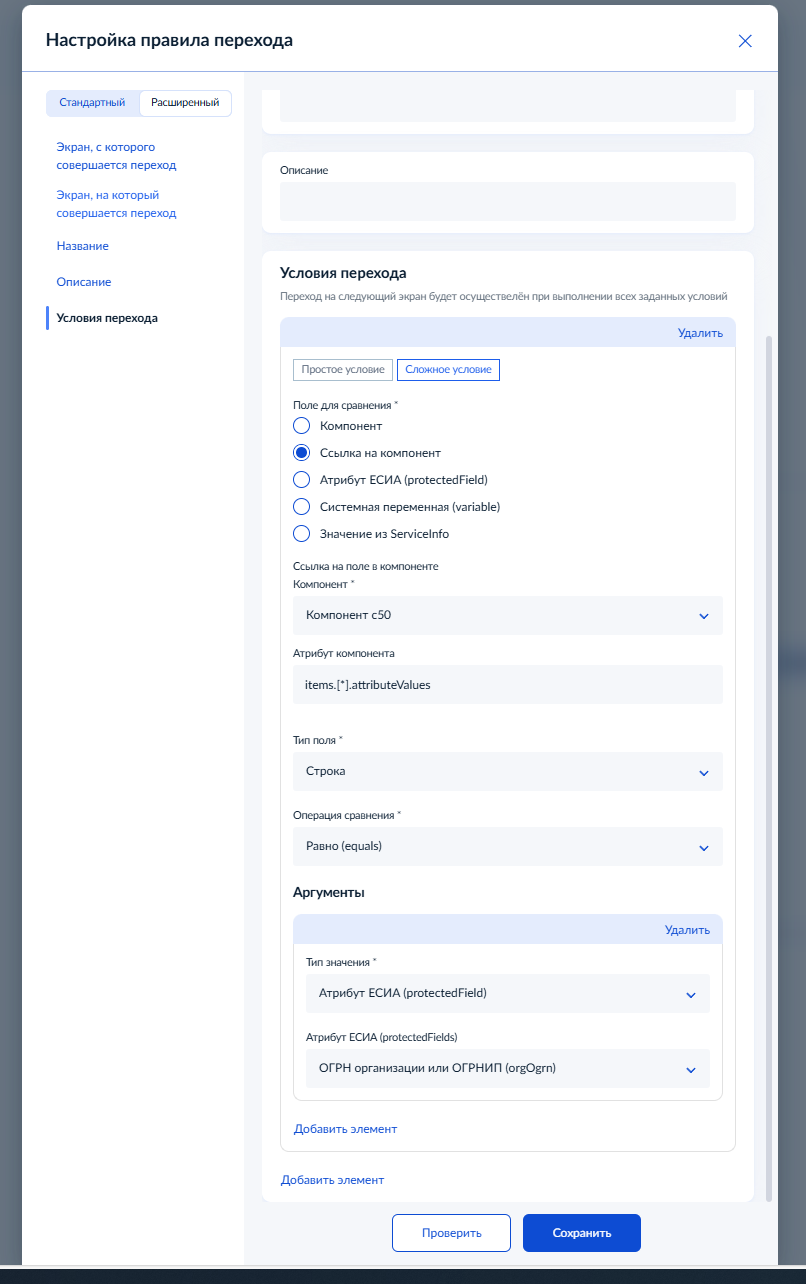 Настройка правила перехода
Стандартный
Расширенный
Экран, с которого
совершается переход
Экран, на который
совершается переход
Название
Описание
Условия перехода
Описание
Условия перехода
Переход на следующий экран будет осуществелён при выполнении всех заданных условий
Удалить
Простое условие
Сложное условие
Поле для сравнения *
Компонент
Ссылка на компонент
Атрибут ЕСИА (protectedField)
Системная переменная (variable)
Значение из ServiceInfo
Ссылка на поле в компоненте
Компонент *
Компонент c50
Атрибут компонента
items.[*].attributeValues
Тип поля *
Строка
Операция сравнения *
Равно (equals)
Аргументы
Удалить
Тип значения *
Атрибут ЕСИА (protectedField)
Атрибут ЕСИА (protectedFields)
ОГРН организации или ОГРНИП (orgOgrn)
Добавить элемент
Добавить элемент
Проверить
Сохранить